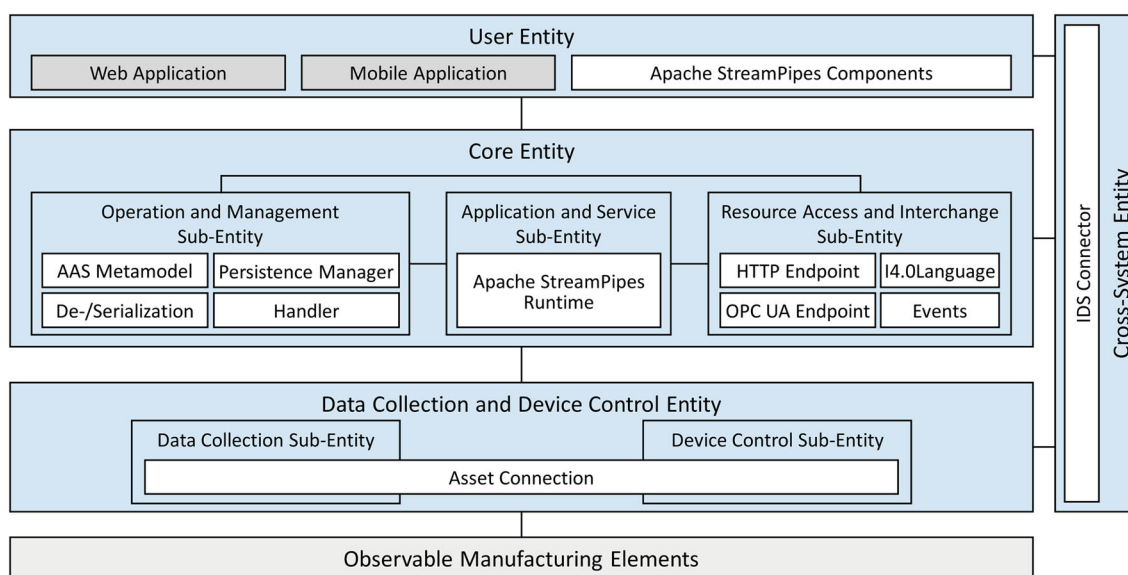 User Entity
Web Application
Mobile Application
Apache StreamPipes Components
Core Entity
Operation and Management
Sub-Entity
AAS Metamodel
Persistence Manager
De-/Serialization
Handler
Application and Service
Sub-Entity
Apache StreamPipes
Runtime
Resource Access and Interchange
Sub-Entity
HTTP Endpoint
I4.0Language
OPC UA Endpoint
Events
Data Collection and Device Control Entity
Data Collection Sub-Entity
Device Control Sub-Entity
Asset Connection
Observable Manufacturing Elements
IDS Connector
Cross-System Entity